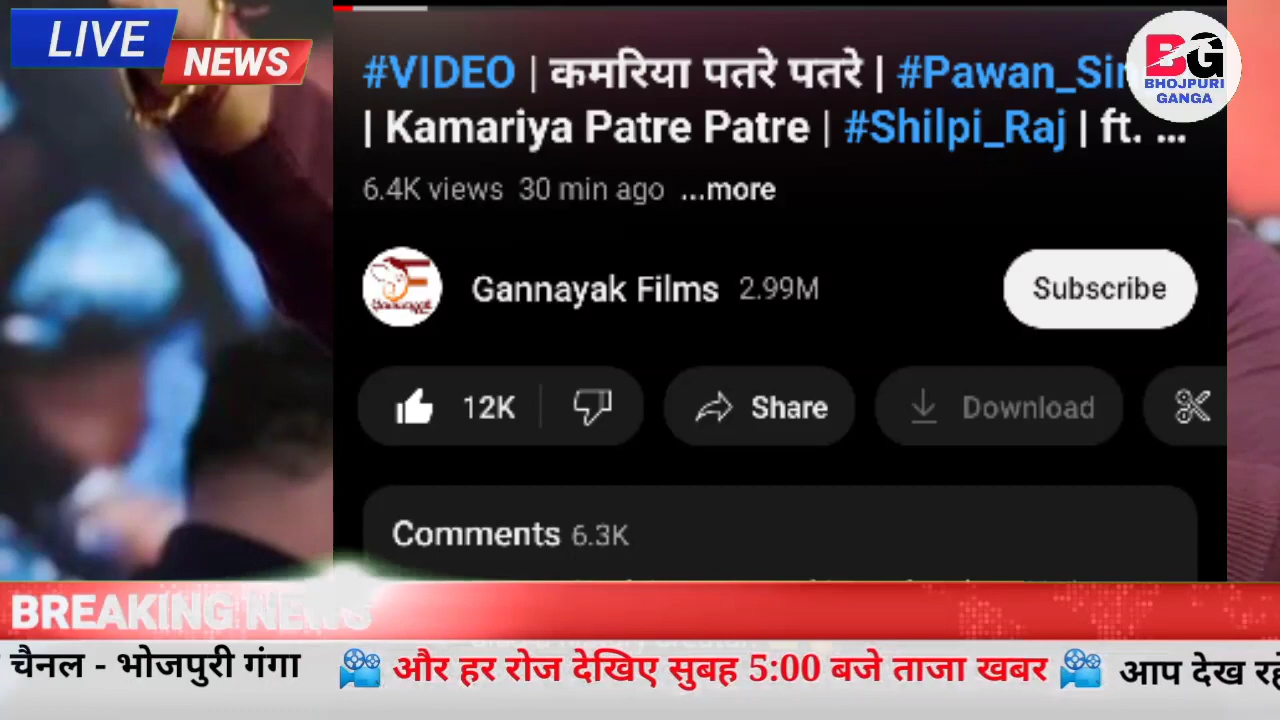 LIVE
NEWS
#VIDEO | कमरिया पतरे पतरे | #Pawan_Sin
| Kamariya Patre Patre | #Shilpi_Raj | ft. ...
BG
BHOJPURI
GANGA
6.4K views 30 min ago ...more
Gannayak Films 2.99M
Subscribe
12K
Share
Download
Comments 6.3K
BREAKING NEWS
चैनल - भोजपुरी गंगा और हर रोज देखिए सुबह 5:00 बजे ताजा खबर आप देख रहे